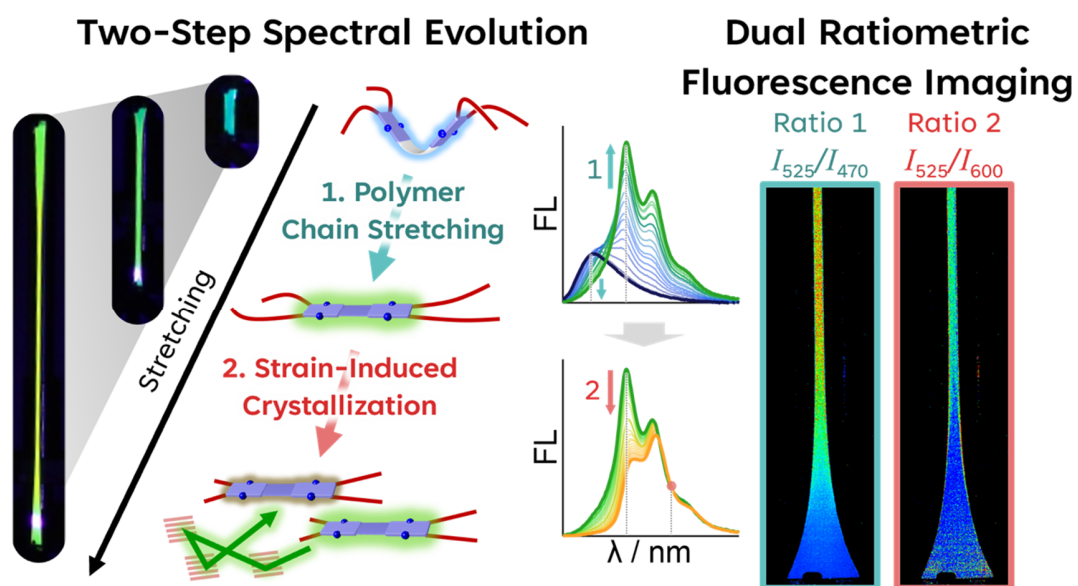 Two-Step Spectral Evolution
Stretching
1. Polymer
Chain Stretching
2. Strain-Induced
Crystallization
FL
1
FL
2
λ / nm
Dual Ratiometric
Fluorescence Imaging
Ratio 1
I525/I470
Ratio 2
I525/I600